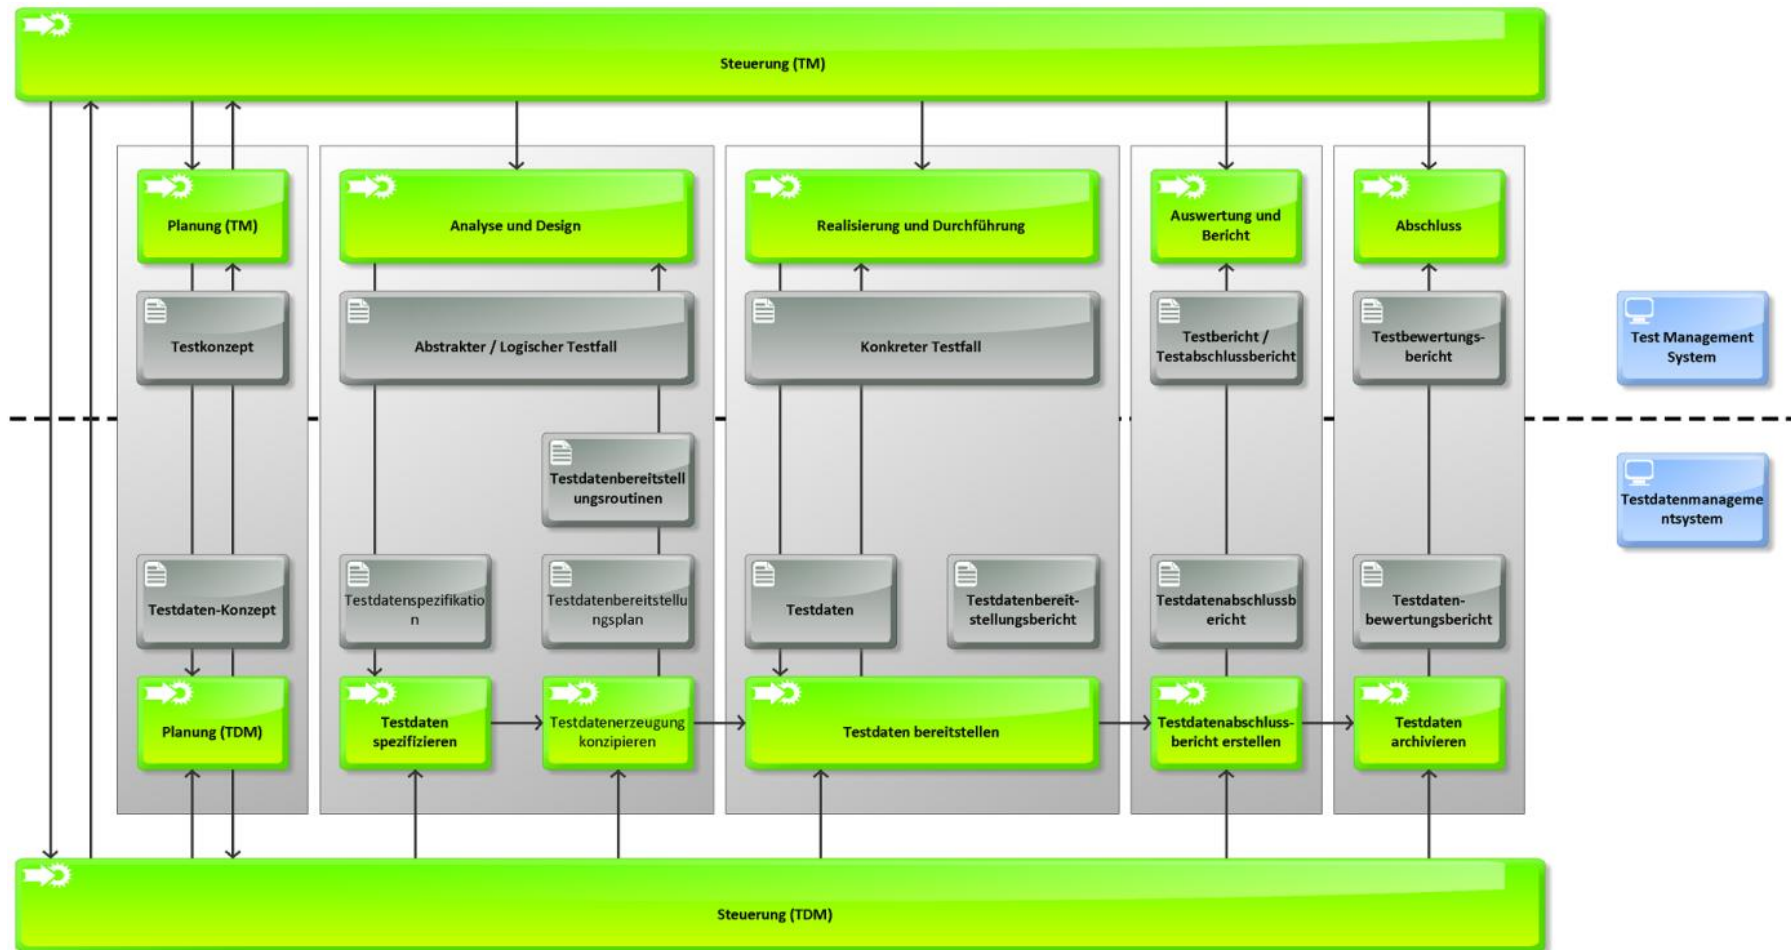 Steuerung (TM)
Planung (TM)
Analyse und Design
Realisierung und Durchführung
Auswertung und
Bericht
Abschluss
Testkonzept
Abstrakter / Logischer Testfall
Konkreter Testfall
Testbericht /
Testabschlussbericht
Testbewertungs-
bericht
Test Management
System
Testdatenbereitstell
ungsroutinen
Testdatenmanageme
ntsystem
Testdaten-Konzept
Testdatenspezifikatio
n
Testdatenbereitstellu
ngsplan
Testdaten
Testdatenbereit-
stellungsbericht
Testdatenabschlussb
ericht
Testdaten-
bewertungsbericht
Planung (TDM)
Testdaten
spezifizieren
Testdatenerzeugung
konzipieren
Testdaten bereitstellen
Testdatenabschluss-
bericht erstellen
Testdaten
archivieren
Steuerung (TDM)